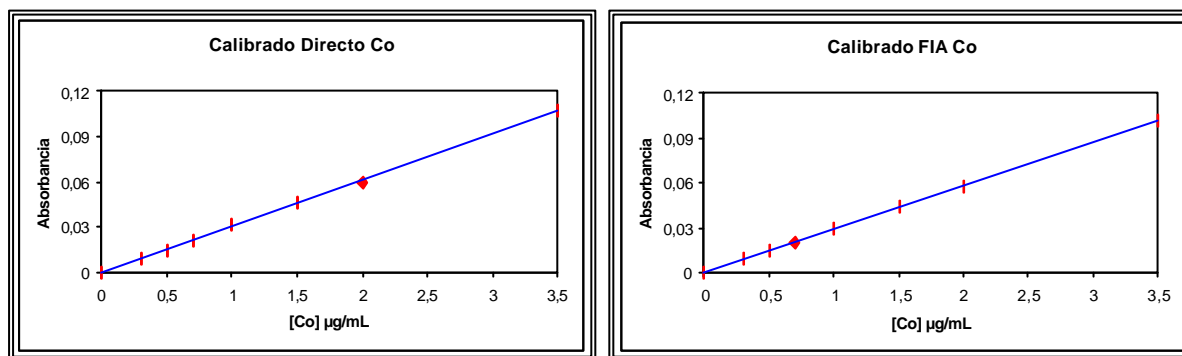 Calibrado Directo Co
0,12
0,09
0,06
0,03
0
Absorbancia
0 0,5 1 1,5 2 2,5 3 3,5
[Co] µg/mL
Calibrado FIA Co
0,12
0,09
0,06
0,03
0
Absorbancia
0 0,5 1 1,5 2 2,5 3 3,5
[Co] µg/mL